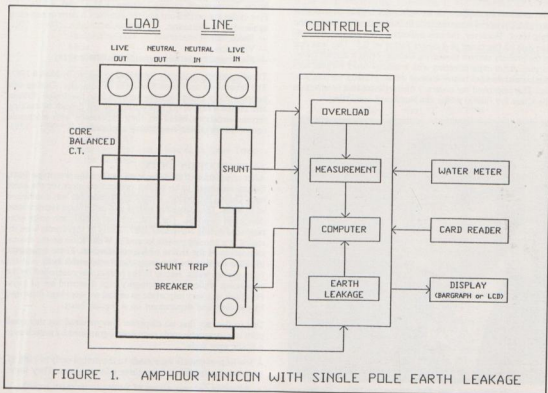 LOAD LINE CONTROLLER
LIVE OUT
NEUTRAL OUT
NEUTRAL IN
LIVE IN
CORE
BALANCED
C.T.
SHUNT
SHUNT TRIP
BREAKER
OVERLOAD
MEASUREMENT
COMPUTER
EARTH
LEAKAGE
WATER METER
CARD READER
DISPLAY
(BARGRAPH or LCD)
FIGURE 1. AMPHOUR MINICON WITH SINGLE POLE EARTH LEAKAGE